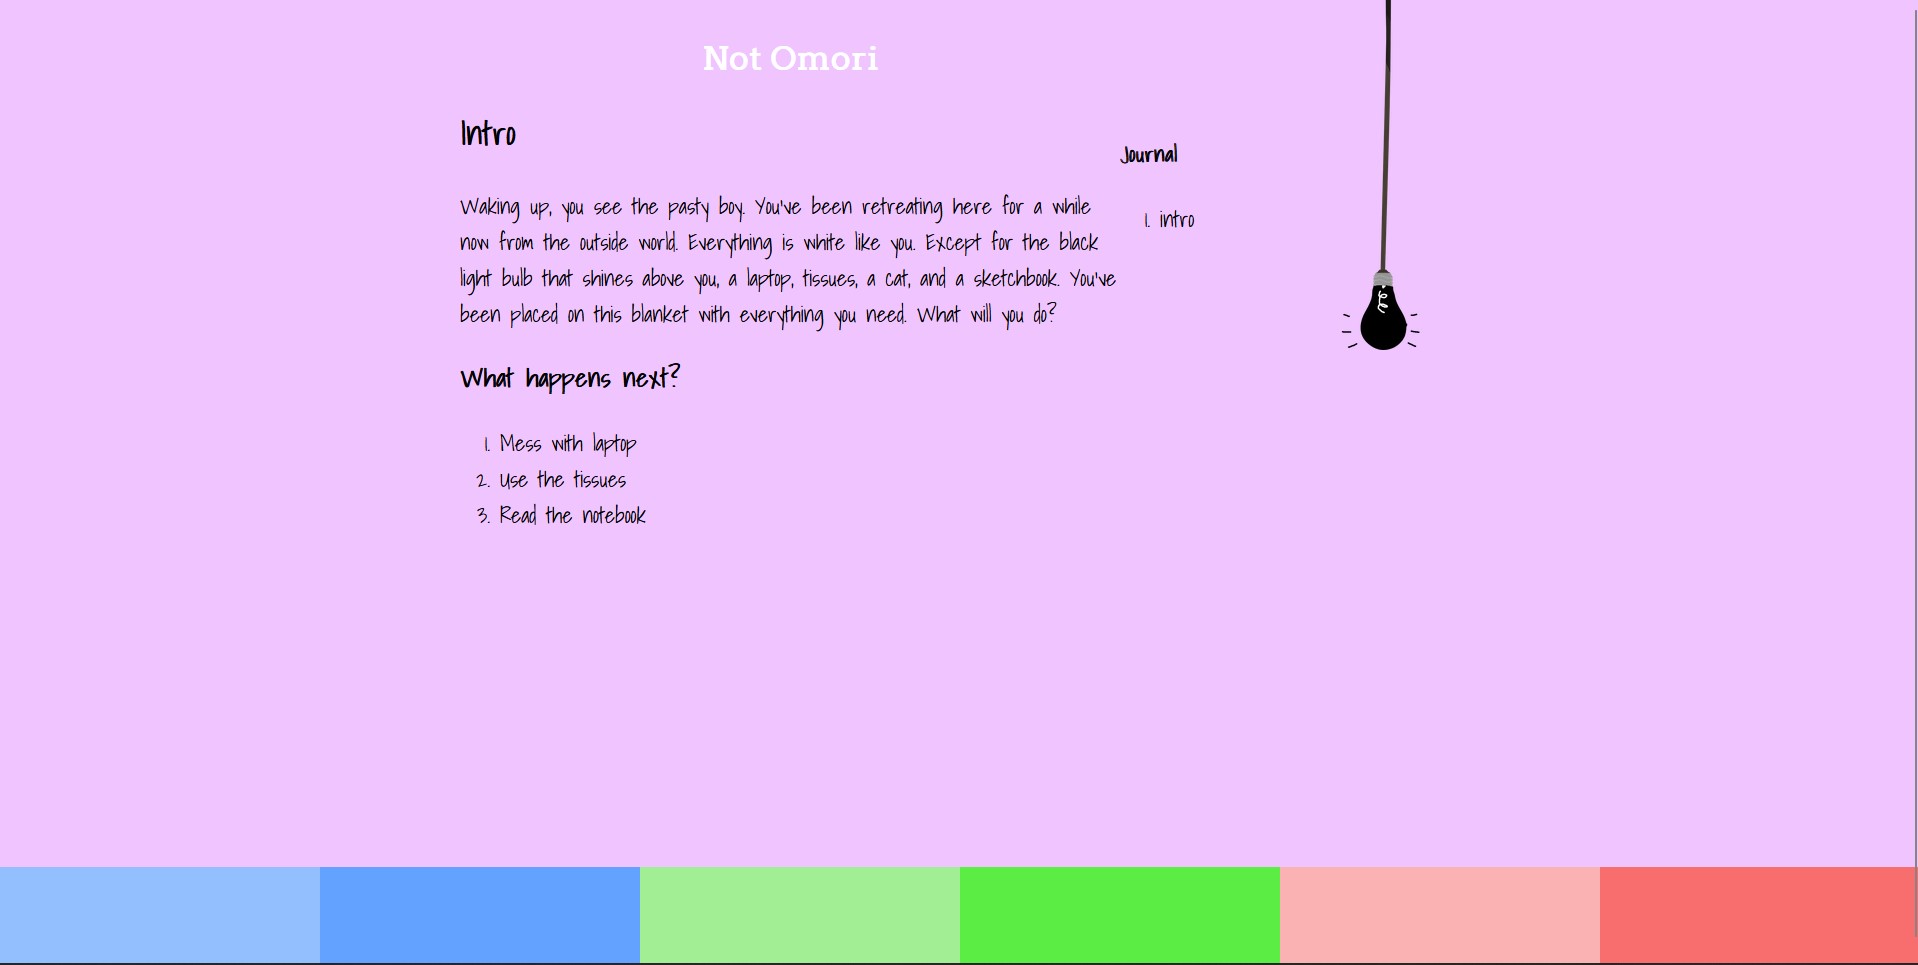 Not Omori
Intro
Journal
Waking up, you see the pasty boy. You've been retreating here for a while
now from the outside world. Everything is white like you. Except for the black
light bulb that shines above you, a laptop, tissues, a cat, and a sketchbook. You've
been placed on this blanket with everything you need. What will you do?
1. intro
What happens next?
1. Mess with laptop
2. Use the tissues
3. Read the notebook